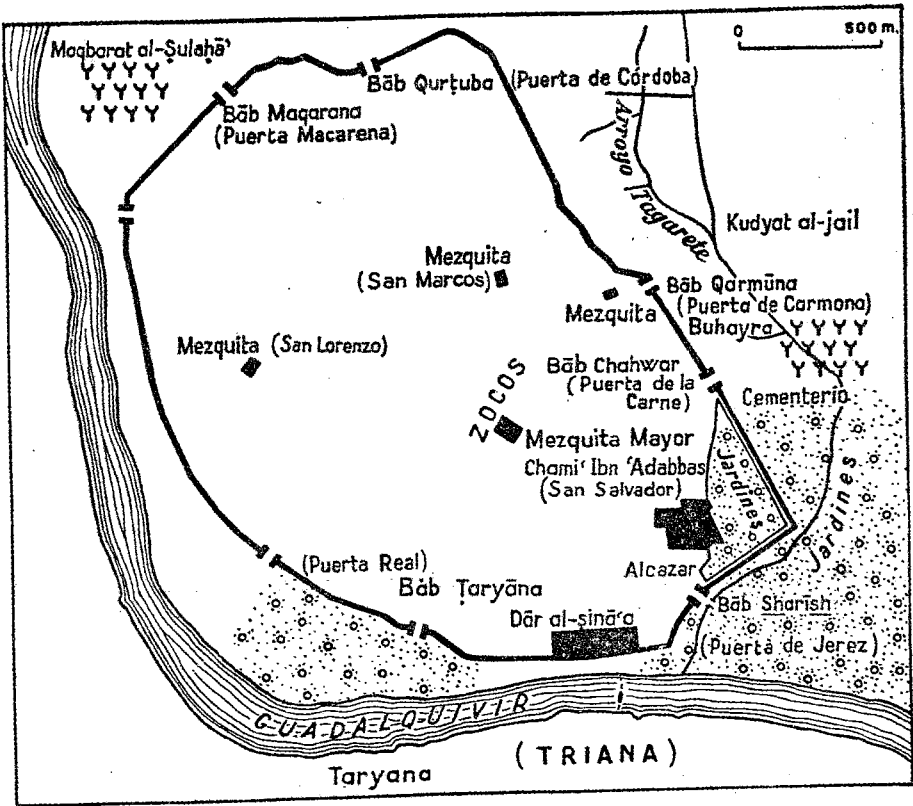 Maqbarat al-Ṣulaḥā'
0 500 m.
Bāb Qurṭuba (Puerta de Córdoba)
Bāb Maqarana
(Puerta Macarena)
Arroyo
Tagarete
Kudyat al-jail
Mezquita
(San Marcos)
Bāb Qarmūna
(Puerta de Carmona)
Buhayra
Mezquita
Mezquita (San Lorenzo)
Bāb Chahwar
(Puerta de la
Carne)
Cementerio
ZOCOS
Mezquita Mayor
Chami' Ibn 'Adabbas
(San Salvador)
Jardines
Jardines
Alcazar
(Puerta Real)
Bāb Ṭaryāna
Dār al-ṣinā'a
Bāb Sharīsh
(Puerta de Jerez)
GUADALQUIVIR
(TRIANA)
Taryana